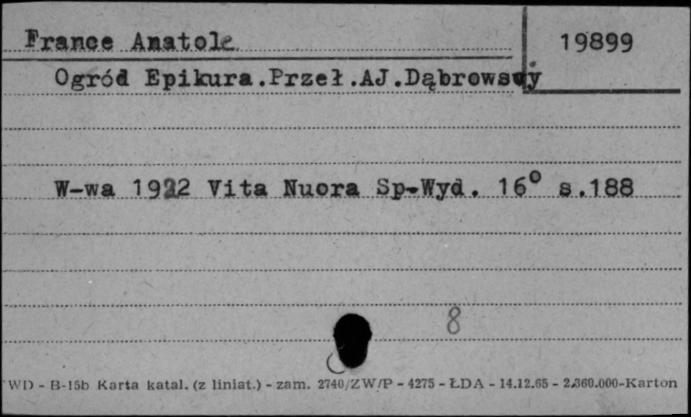 France Anatole 19899
Ogród Epikura.Przeł.AJ.Dąbrowscy
W-wa 1922 Vita Nuora Sp-Wyd. 16° s.188
8
WD - B-15b Karta katal. (z liniat.) - zam. 2740/ZW/P - 4275 - ŁDA - 14.12.65 - 2.360.000-Karton